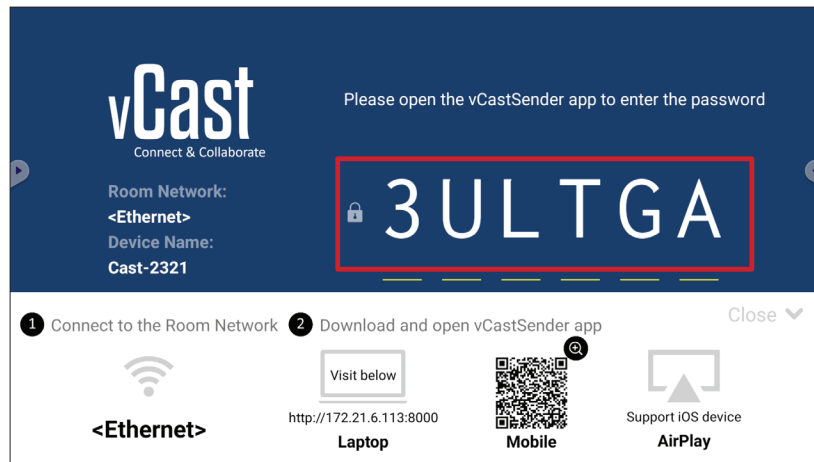 vCast
Connect & Collaborate
Please open the vCastSender app to enter the password
Room Network:
<Ethernet>
Device Name:
Cast-2321
3ULTGA
1 Connect to the Room Network
2 Download and open vCastSender app
Close
<Ethernet>
Visit below
http://172.21.6.113:8000
Laptop
Mobile
Support iOS device
AirPlay